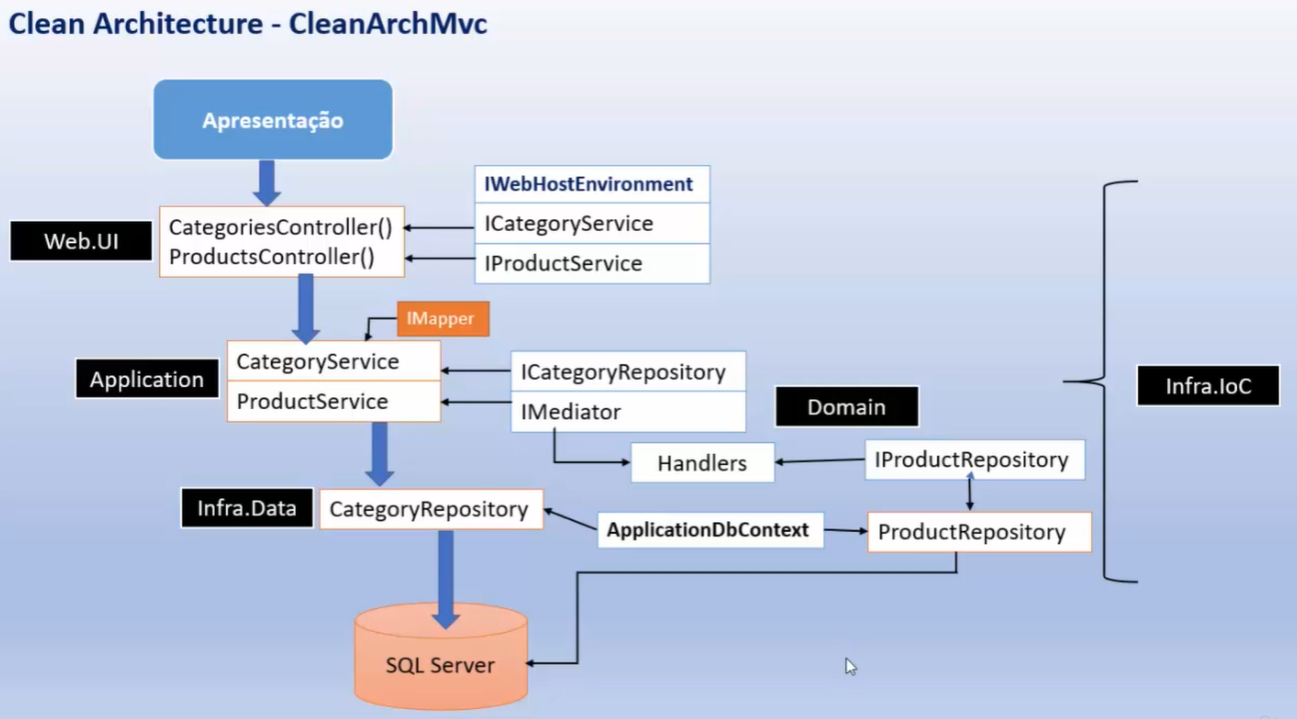 Clean Architecture - CleanArchMvc
Apresentação
IWebHostEnvironment
ICategoryService
IProductService
Web.UI
CategoriesController()
ProductsController()
IMapper
Application
CategoryService
ProductService
ICategoryRepository
IMediator
Domain
Infra.IoC
Handlers
IProductRepository
Infra.Data
CategoryRepository
ApplicationDbContext
ProductRepository
SQL Server